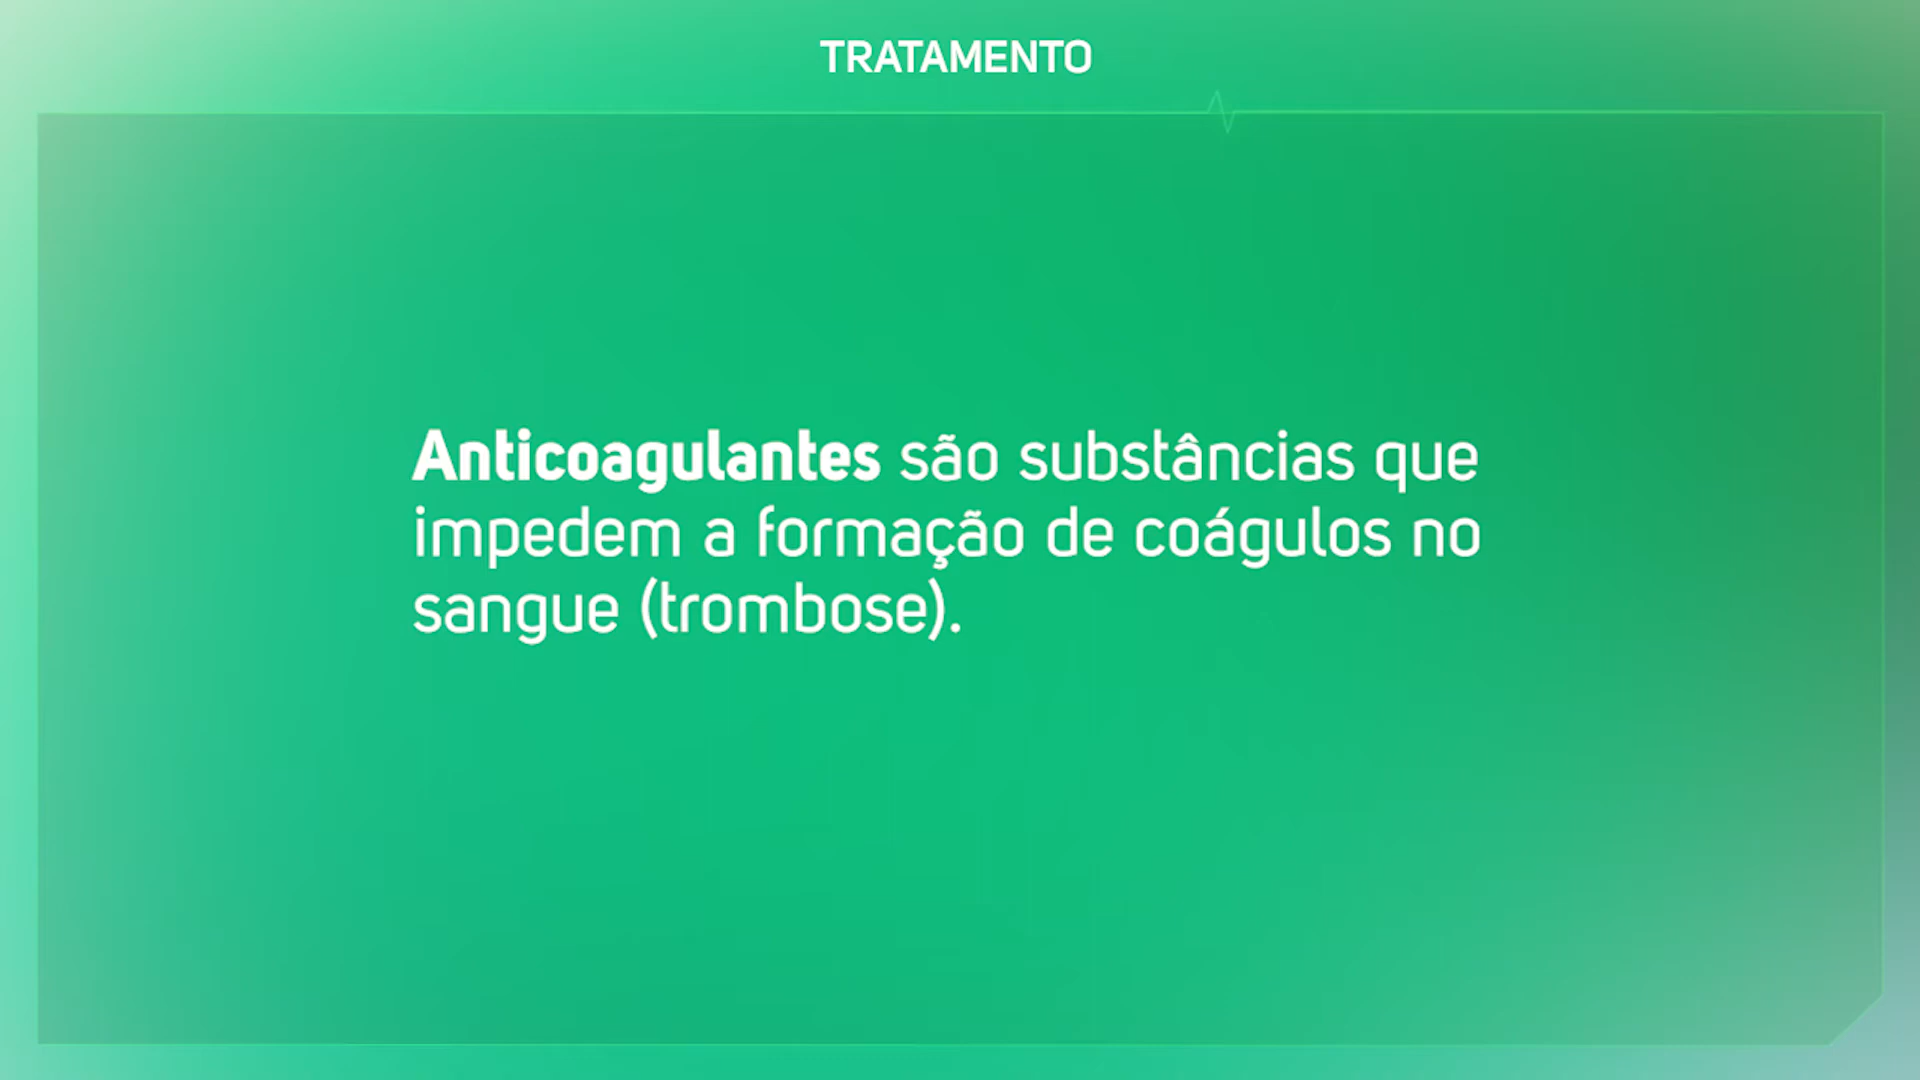 TRATAMENTO
Anticoagulantes são substâncias que
impedem a formação de coágulos no
sangue (trombose).